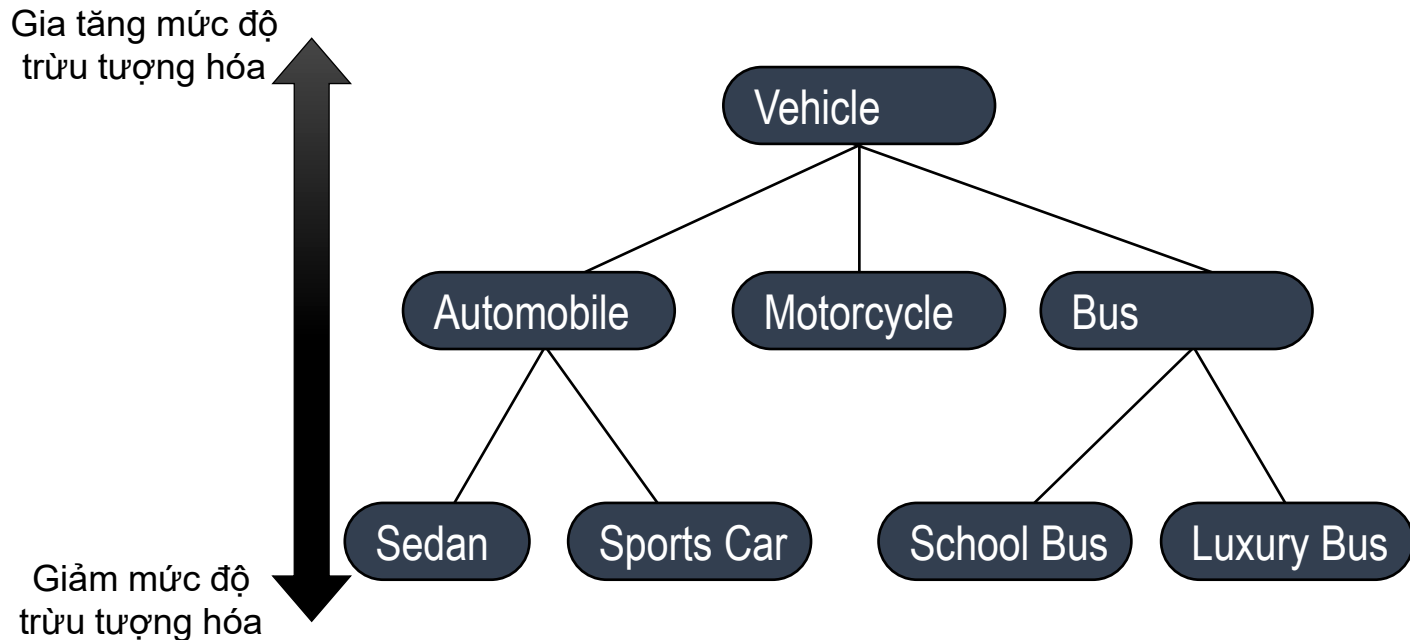 Gia tăng mức độ
trừu tượng hóa
Vehicle
Automobile
Motorcycle
Bus
Sedan
Sports Car
School Bus
Luxury Bus
Giảm mức độ
trừu tượng hóa